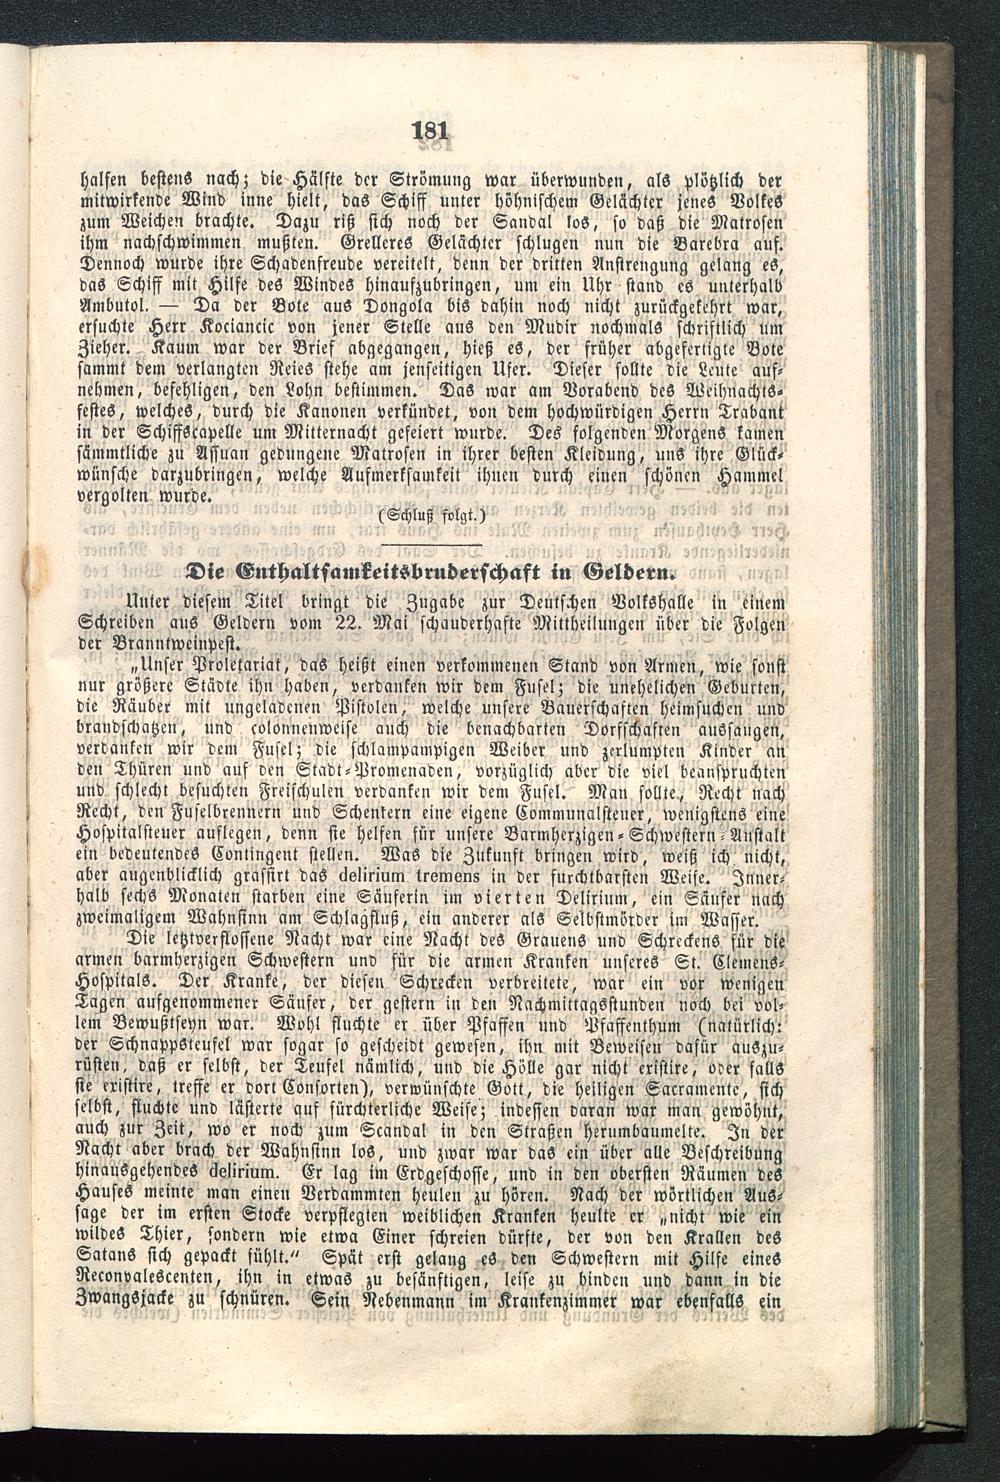 181
halfen bestens nach; die Hälfte der Strömung war überwunden, als plötzlich der
mitwirkende Wind inne hielt, das Schiff unter höhnischem Gelächter jenes Volkes
zum Weichen brachte. Dazu riß sich noch der Sandal los, so daß die Matrosen
ihm nachschwimmen mußten. Grelleres Gelächter schlugen nun die Barebra auf.
Dennoch wurde ihre Schadenfreude vereitelt, denn der dritten Anstrengung gelang es,
das Schiff mit Hilfe des Windes hinaufzubringen, um ein Uhr stand es unterhalb
Ambutol. — Da der Bote aus Dongola bis dahin noch nicht zurückgekehrt war,
ersuchte Herr Kociancic von jener Stelle aus den Mudir nochmals schriftlich um
Zieher. Kaum war der Brief abgegangen, hieß es, der früher abgefertigte Bote
sammt dem verlangten Reies stehe am jenseitigen Ufer. Dieser sollte die Leute auf-
nehmen, befehligen, den Lohn bestimmen. Das war am Vorabend des Weihnachts-
festes, welches, durch die Kanonen verkündet, von dem hochwürdigen Herrn Trabant
in der Schiffscapelle um Mitternacht gefeiert wurde. Des folgenden Morgens kamen
sämmtliche zu Assuan gedungene Matrosen in ihrer besten Kleidung, uns ihre Glück-
wünsche darzubringen, welche Aufmerksamkeit ihnen durch einen schönen Hammel
vergolten wurde.
(Schluß folgt.)
Die Enthaltsamkeitsbruderschaft in Geldern.
Unter diesem Titel bringt die Zugabe zur Deutschen Volkshalle in einem
Schreiben aus Geldern vom 22. Mai schauderhafte Mittheilungen über die Folgen
der Branntweinpest.
„Unser Proletariat, das heißt einen verkommenen Stand von Armen, wie sonst
nur größere Städte ihn haben, verdanken wir dem Fusel; die unehelichen Geburten,
die Räuber mit ungeladenen Pistolen, welche unsere Bauerschaften heimsuchen und
brandschatzen, und colonnenweise auch die benachbarten Dorfschaften aussaugen,
verdanken wir dem Fusel; die schlampampigen Weiber und zerlumpten Kinder an
den Thüren und auf den Stadt-Promenaden, vorzüglich aber die viel beanspruchten
und schlecht besuchten Freischulen verdanken wir dem Fusel. Man sollte, Recht nach
Recht, den Fuselbrennern und Schenkern eine eigene Communalsteuer, wenigstens eine
Hospitalsteuer auflegen, denn sie helfen für unsere Barmherzigen-Schwestern-Anstalt
ein bedeutendes Contingent stellen. Was die Zukunft bringen wird, weiß ich nicht,
aber augenblicklich grassirt das delirium tremens in der furchtbarsten Weise. Inner-
halb sechs Monaten starben eine Säuferin im vierten Delirium, ein Säufer nach
zweimaligem Wahnsinn am Schlagfluß, ein anderer als Selbstmörder im Wasser.
Die letztverflossene Nacht war eine Nacht des Grauens und Schreckens für die
armen barmherzigen Schwestern und für die armen Kranken unseres St. Clemens-
Hospitals. Der Kranke, der diesen Schrecken verbreitete, war ein vor wenigen
Tagen aufgenommener Säufer, der gestern in den Nachmittagsstunden noch bei vol-
lem Bewußtseyn war. Wohl fluchte er über Pfaffen und Pfaffenthum (natürlich:
der Schnappsteufel war sogar so gescheidt gewesen, ihn mit Beweisen dafür auszu-
rüsten, daß er selbst, der Teufel nämlich, und die Hölle gar nicht existire, oder falls
sie existire, treffe er dort Consorten), verwünschte Gott, die heiligen Sacramente, sich
selbst, fluchte und lästerte auf fürchterliche Weise; indessen daran war man gewöhnt,
auch zur Zeit, wo er noch zum Scandal in den Straßen herumbaumelte. In der
Nacht aber brach der Wahnsinn los, und zwar war das ein über alle Beschreibung
hinausgehendes delirium. Er lag im Erdgeschosse, und in den obersten Räumen des
Hauses meinte man einen Verdammten heulen zu hören. Nach der wörtlichen Aus-
sage der im ersten Stocke verpflegten weiblichen Kranken heulte er „nicht wie ein
wildes Thier, sondern wie etwa Einer schreien dürfte, der von den Krallen des
Satans sich gepackt fühlt.“ Spät erst gelang es den Schwestern mit Hilfe eines
Reconvalescenten, ihn in etwas zu besänftigen, leise zu binden und dann in die
Zwangsjacke zu schnüren. Sein Nebenmann im Krankenzimmer war ebenfalls ein